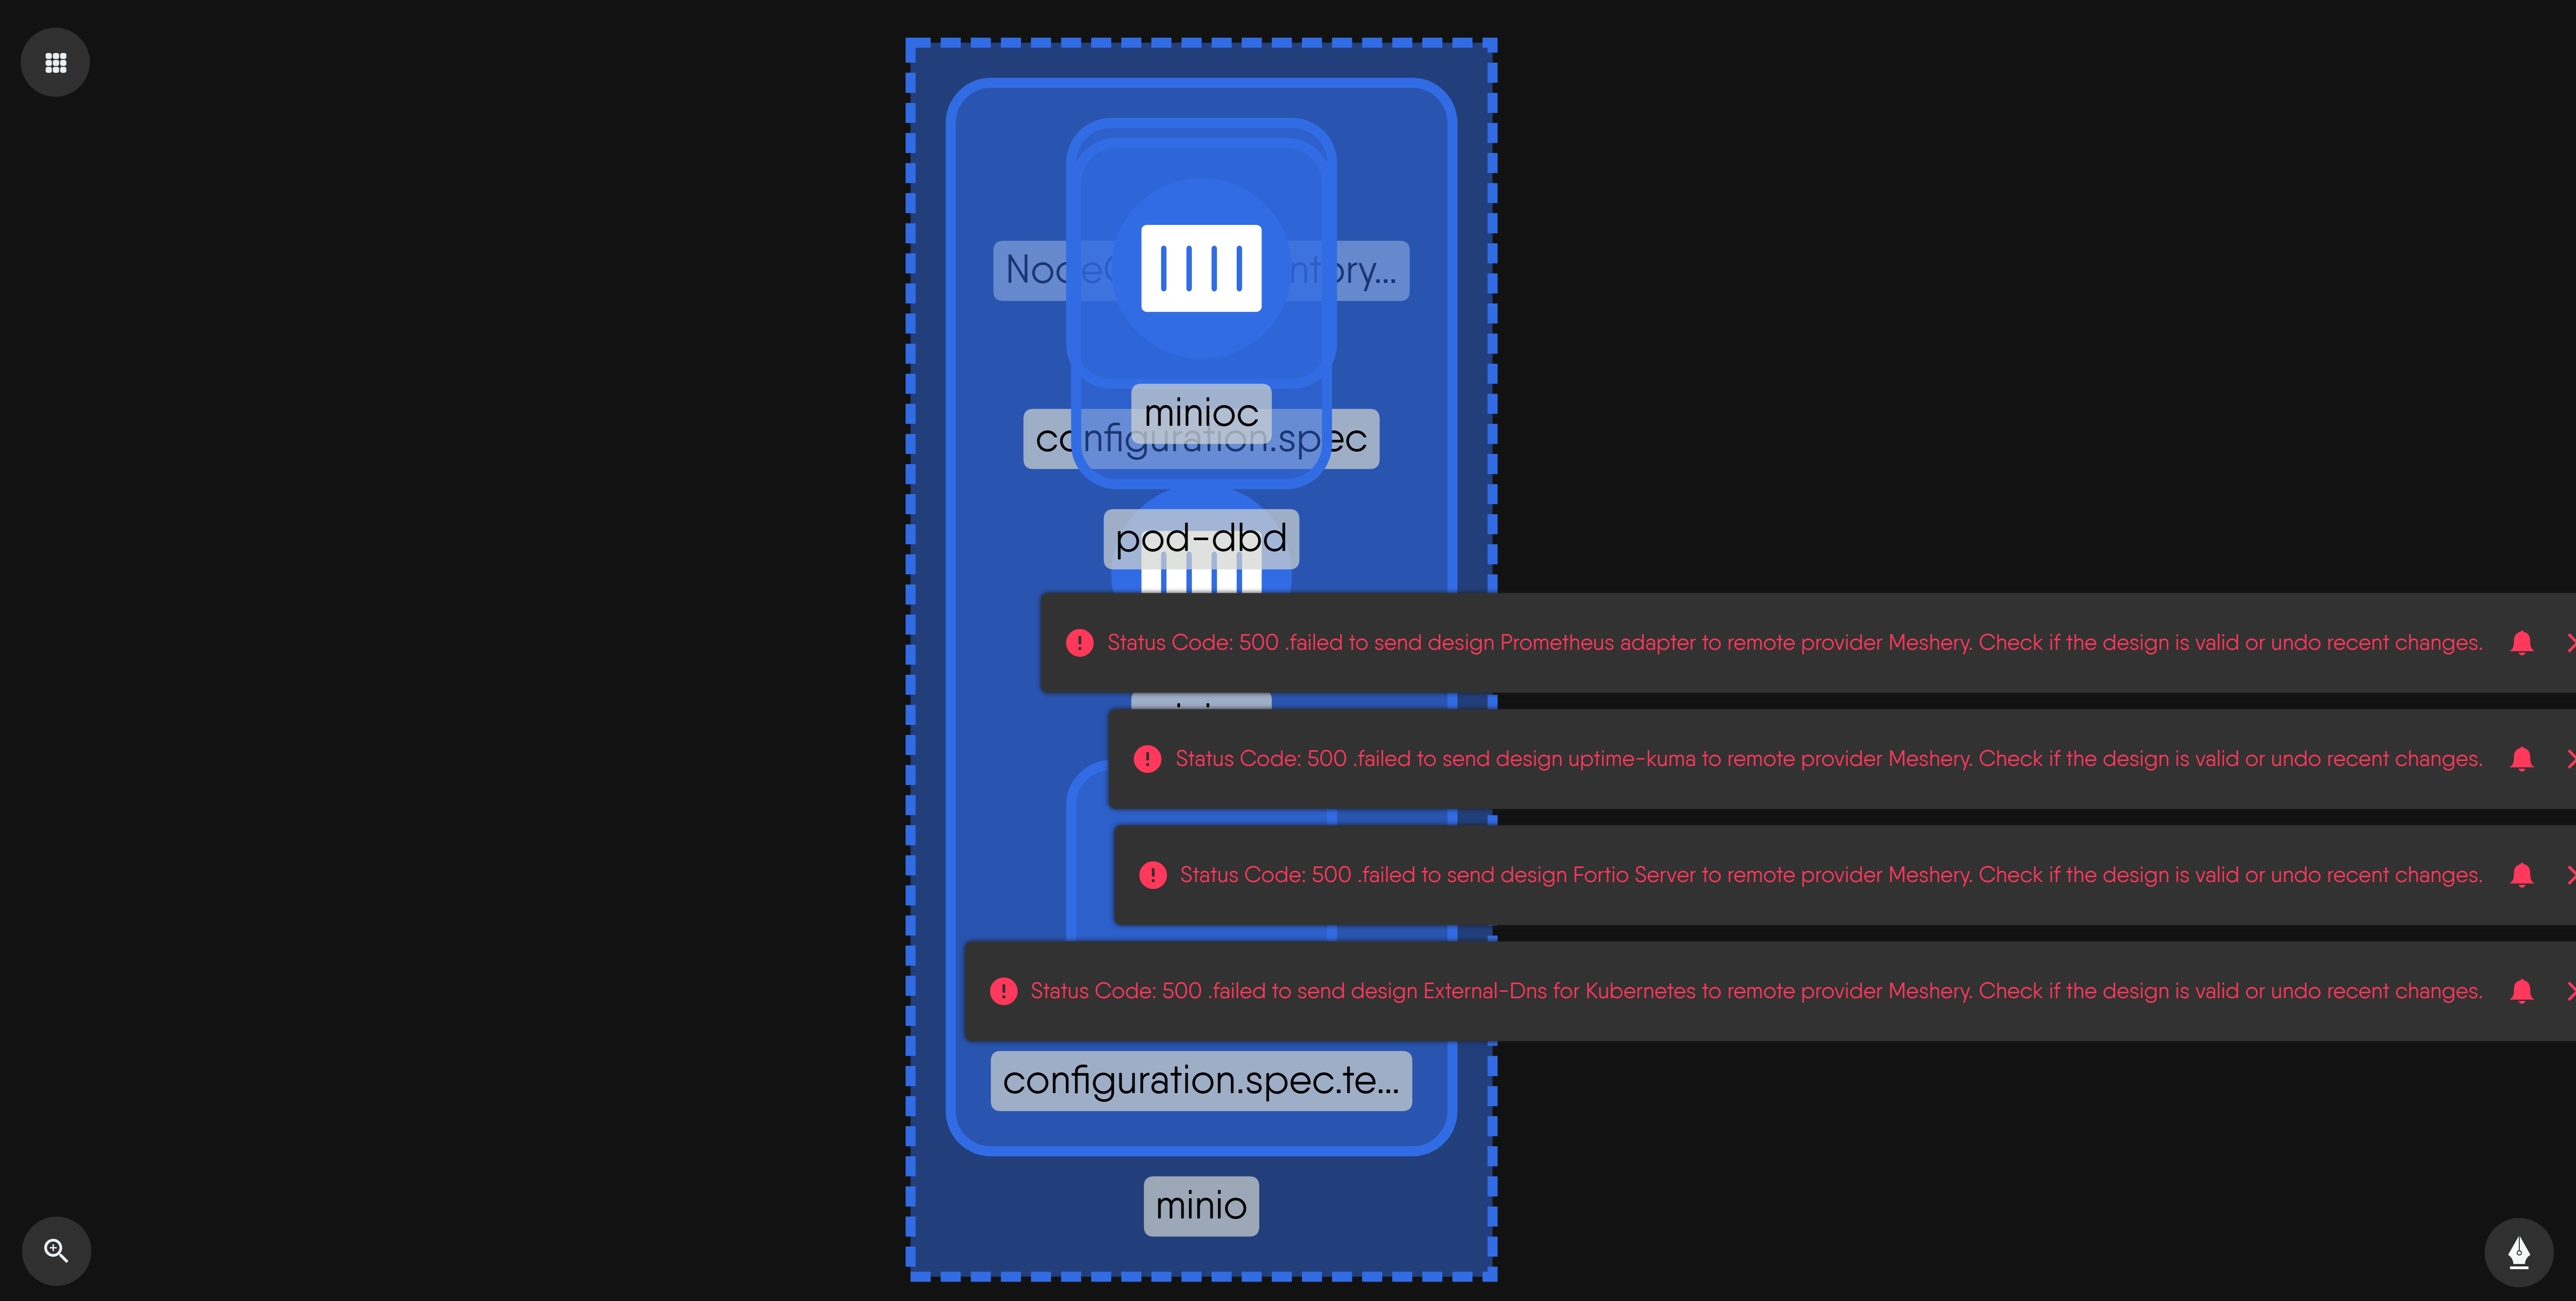 minioc
configuration.spec
pod-dbd
Status Code: 500 .failed to send design Prometheus adapter to remote provider Meshery. Check if the design is valid or undo recent changes.
Status Code: 500 .failed to send design uptime-kuma to remote provider Meshery. Check if the design is valid or undo recent changes.
Status Code: 500 .failed to send design Fortio Server to remote provider Meshery. Check if the design is valid or undo recent changes.
Status Code: 500 .failed to send design External-Dns for Kubernetes to remote provider Meshery. Check if the design is valid or undo recent changes.
configuration.spec.te...
minio